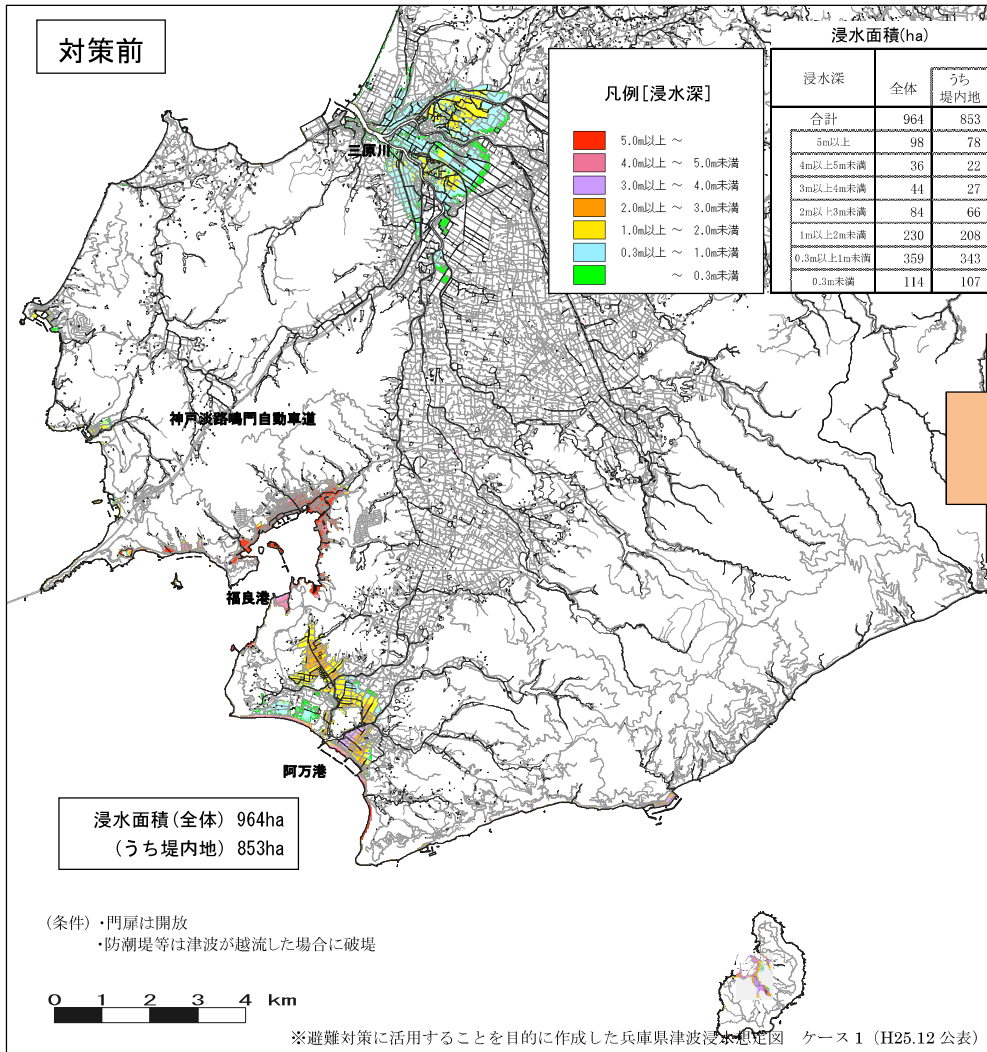 対策前
浸水面積(ha)
浸水深 全体 うち堤内地
合計 964 853
5m以上 98 78
4m以上5m未満 36 22
3m以上4m未満 44 27
2m以上3m未満 84 66
1m以上2m未満 230 208
0.3m以上1m未満 359 343
0.3m未満 114 107
凡例[浸水深]
5.0m以上 ～
4.0m以上 ～ 5.0m未満
3.0m以上 ～ 4.0m未満
2.0m以上 ～ 3.0m未満
1.0m以上 ～ 2.0m未満
0.3m以上 ～ 1.0m未満
～ 0.3m未満
三原川
神戸淡路鳴門自動車道
福良港
阿万港
浸水面積(全体) 964ha
(うち堤内地) 853ha
(条件)・門扉は開放
・防潮堤等は津波が越流した場合に破堤
0 1 2 3 4 km
※避難対策に活用することを目的に作成した兵庫県津波浸水想定図 ケース1（H25.12公表）